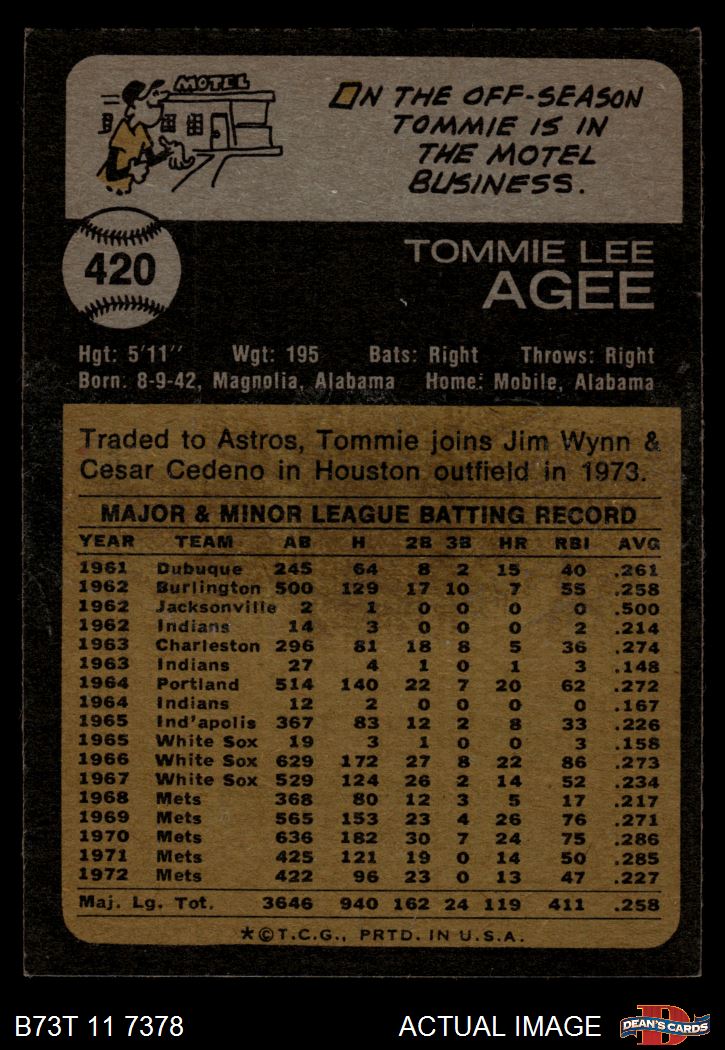 MOTEL
ON THE OFF-SEASON
TOMMIE IS IN
THE MOTEL
BUSINESS.
420
TOMMIE LEE
AGEE
Hgt: 5'11" Wgt: 195 Bats: Right Throws: Right
Born: 8-9-42, Magnolia, Alabama Home: Mobile, Alabama
Traded to Astros, Tommie joins Jim Wynn &
Cesar Cedeno in Houston outfield in 1973.
MAJOR & MINOR LEAGUE BATTING RECORD
YEAR TEAM AB H 2B 3B HR RBI AVG
1961 Dubuque 245 64 8 2 15 40 .261
1962 Burlington 500 129 17 10 7 55 .258
1962 Jacksonville 2 1 0 0 0 0 .500
1962 Indians 14 3 0 0 0 2 .214
1963 Charleston 296 81 18 8 5 36 .274
1963 Indians 27 4 1 0 1 3 .148
1964 Portland 514 140 22 7 20 62 .272
1964 Indians 12 2 0 0 0 0 .167
1965 Ind'apolis 367 83 12 2 8 33 .226
1965 White Sox 19 3 1 0 0 3 .158
1966 White Sox 629 172 27 8 22 86 .273
1967 White Sox 529 124 26 2 14 52 .234
1968 Mets 368 80 12 3 5 17 .217
1969 Mets 565 153 23 4 26 76 .271
1970 Mets 636 182 30 7 24 75 .286
1971 Mets 425 121 19 0 14 50 .285
1972 Mets 422 96 23 0 13 47 .227
Maj. Lg. Tot. 3646 940 162 24 119 411 .258
*©T.C.G., PRTD. IN U.S.A.
B73T 11 7378 ACTUAL IMAGE D DEAN'S CARDS